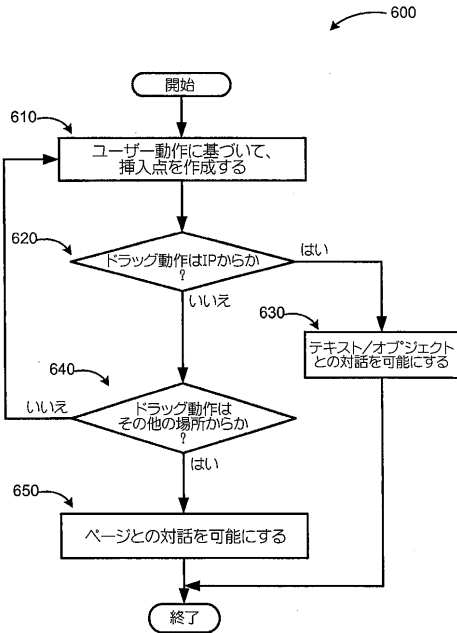 600
開始
610
ユーザー動作に基づいて、
挿入点を作成する
620
ドラッグ動作はIPからか
?
はい
いいえ
630
テキスト/オブジェクト
との対話を可能にする
640
ドラッグ動作は
その他の場所からか
?
いいえ
はい
650
ページとの対話を可能にする
終了